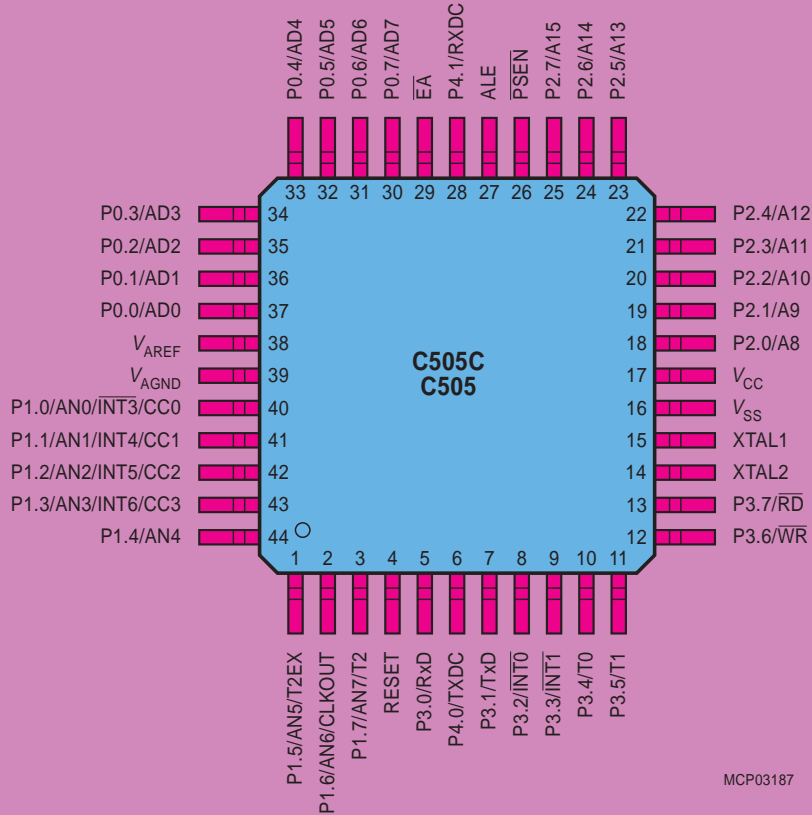 P0.4/AD4
P0.5/AD5
P0.6/AD6
P0.7/AD7
E̅A̅
P4.1/RXDC
ALE
P̅S̅E̅N̅
P2.7/A15
P2.6/A14
P2.5/A13
33 32 31 30 29 28 27 26 25 24 23
P0.3/AD3 34
22 P2.4/A12
P0.2/AD2 35
21 P2.3/A11
P0.1/AD1 36
20 P2.2/A10
P0.0/AD0 37
19 P2.1/A9
VAREF 38
18 P2.0/A8
VAGND 39
17 VCC
P1.0/AN0/I̅N̅T̅3̅/CC0 40
16 VSS
P1.1/AN1/INT4/CC1 41
15 XTAL1
P1.2/AN2/INT5/CC2 42
14 XTAL2
P1.3/AN3/INT6/CC3 43
13 P3.7/R̅D̅
P1.4/AN4 44
12 P3.6/W̅R̅
C505C
C505
1 2 3 4 5 6 7 8 9 10 11
P1.5/AN5/T2EX
P1.6/AN6/CLKOUT
P1.7/AN7/T2
RESET
P3.0/RxD
P4.0/TXDC
P3.1/TxD
P3.2/I̅N̅T̅0̅
P3.3/I̅N̅T̅1̅
P3.4/T0
P3.5/T1
MCP03187